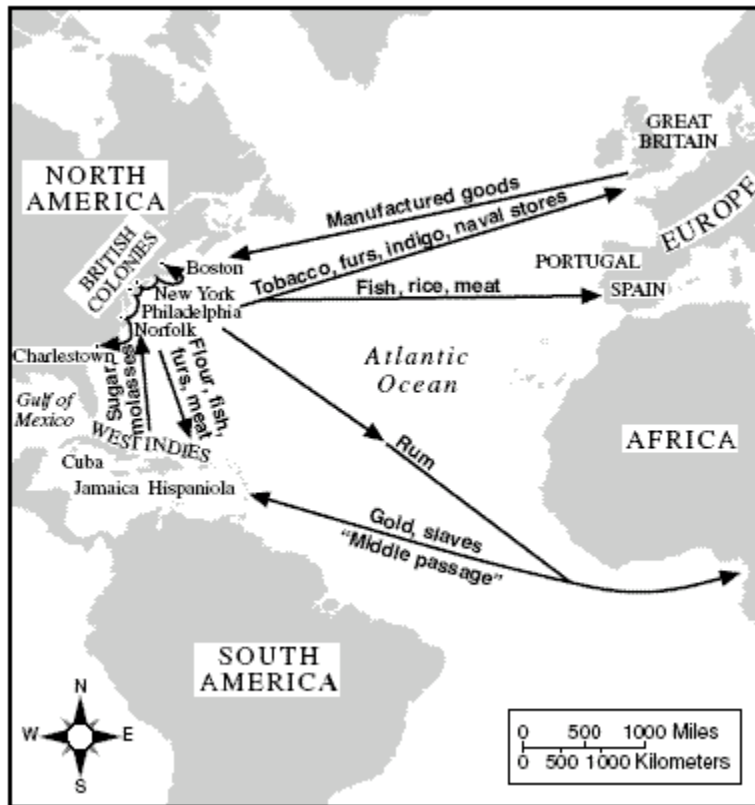 GREAT
BRITAIN
NORTH
AMERICA
EUROPE
Manufactured goods
BRITISH
COLONIES
Tobacco, furs, indigo, naval stores
Boston
PORTUGAL
SPAIN
New York
Fish, rice, meat
Philadelphia
Norfolk
Charlestown
Sugar,
molasses
Flour, fish,
furs, meat
Atlantic
Ocean
Gulf of
Mexico
WEST INDIES
AFRICA
Rum
Cuba
Jamaica Hispaniola
Gold, slaves
"Middle passage"
SOUTH
AMERICA
N
W E
S
0 500 1000 Miles
0 500 1000 Kilometers